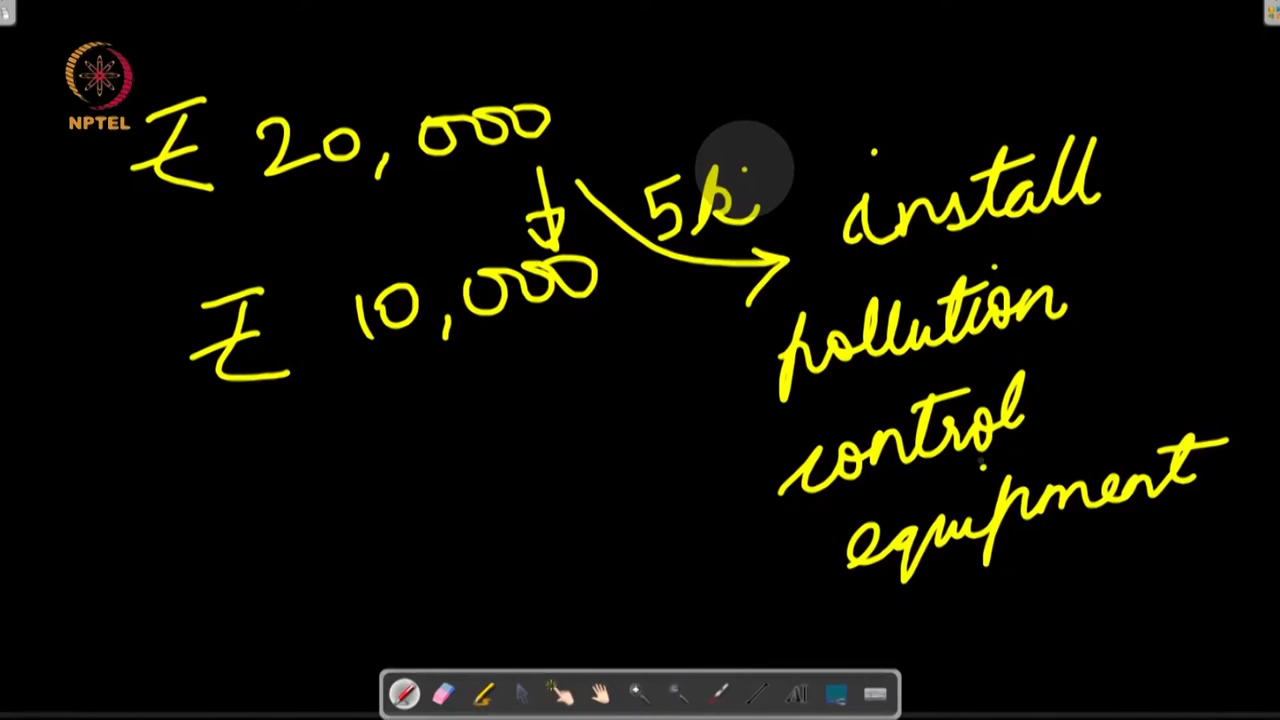 NPTEL
₹ 20,000
5k
₹ 10,000
install
pollution
control
equipment